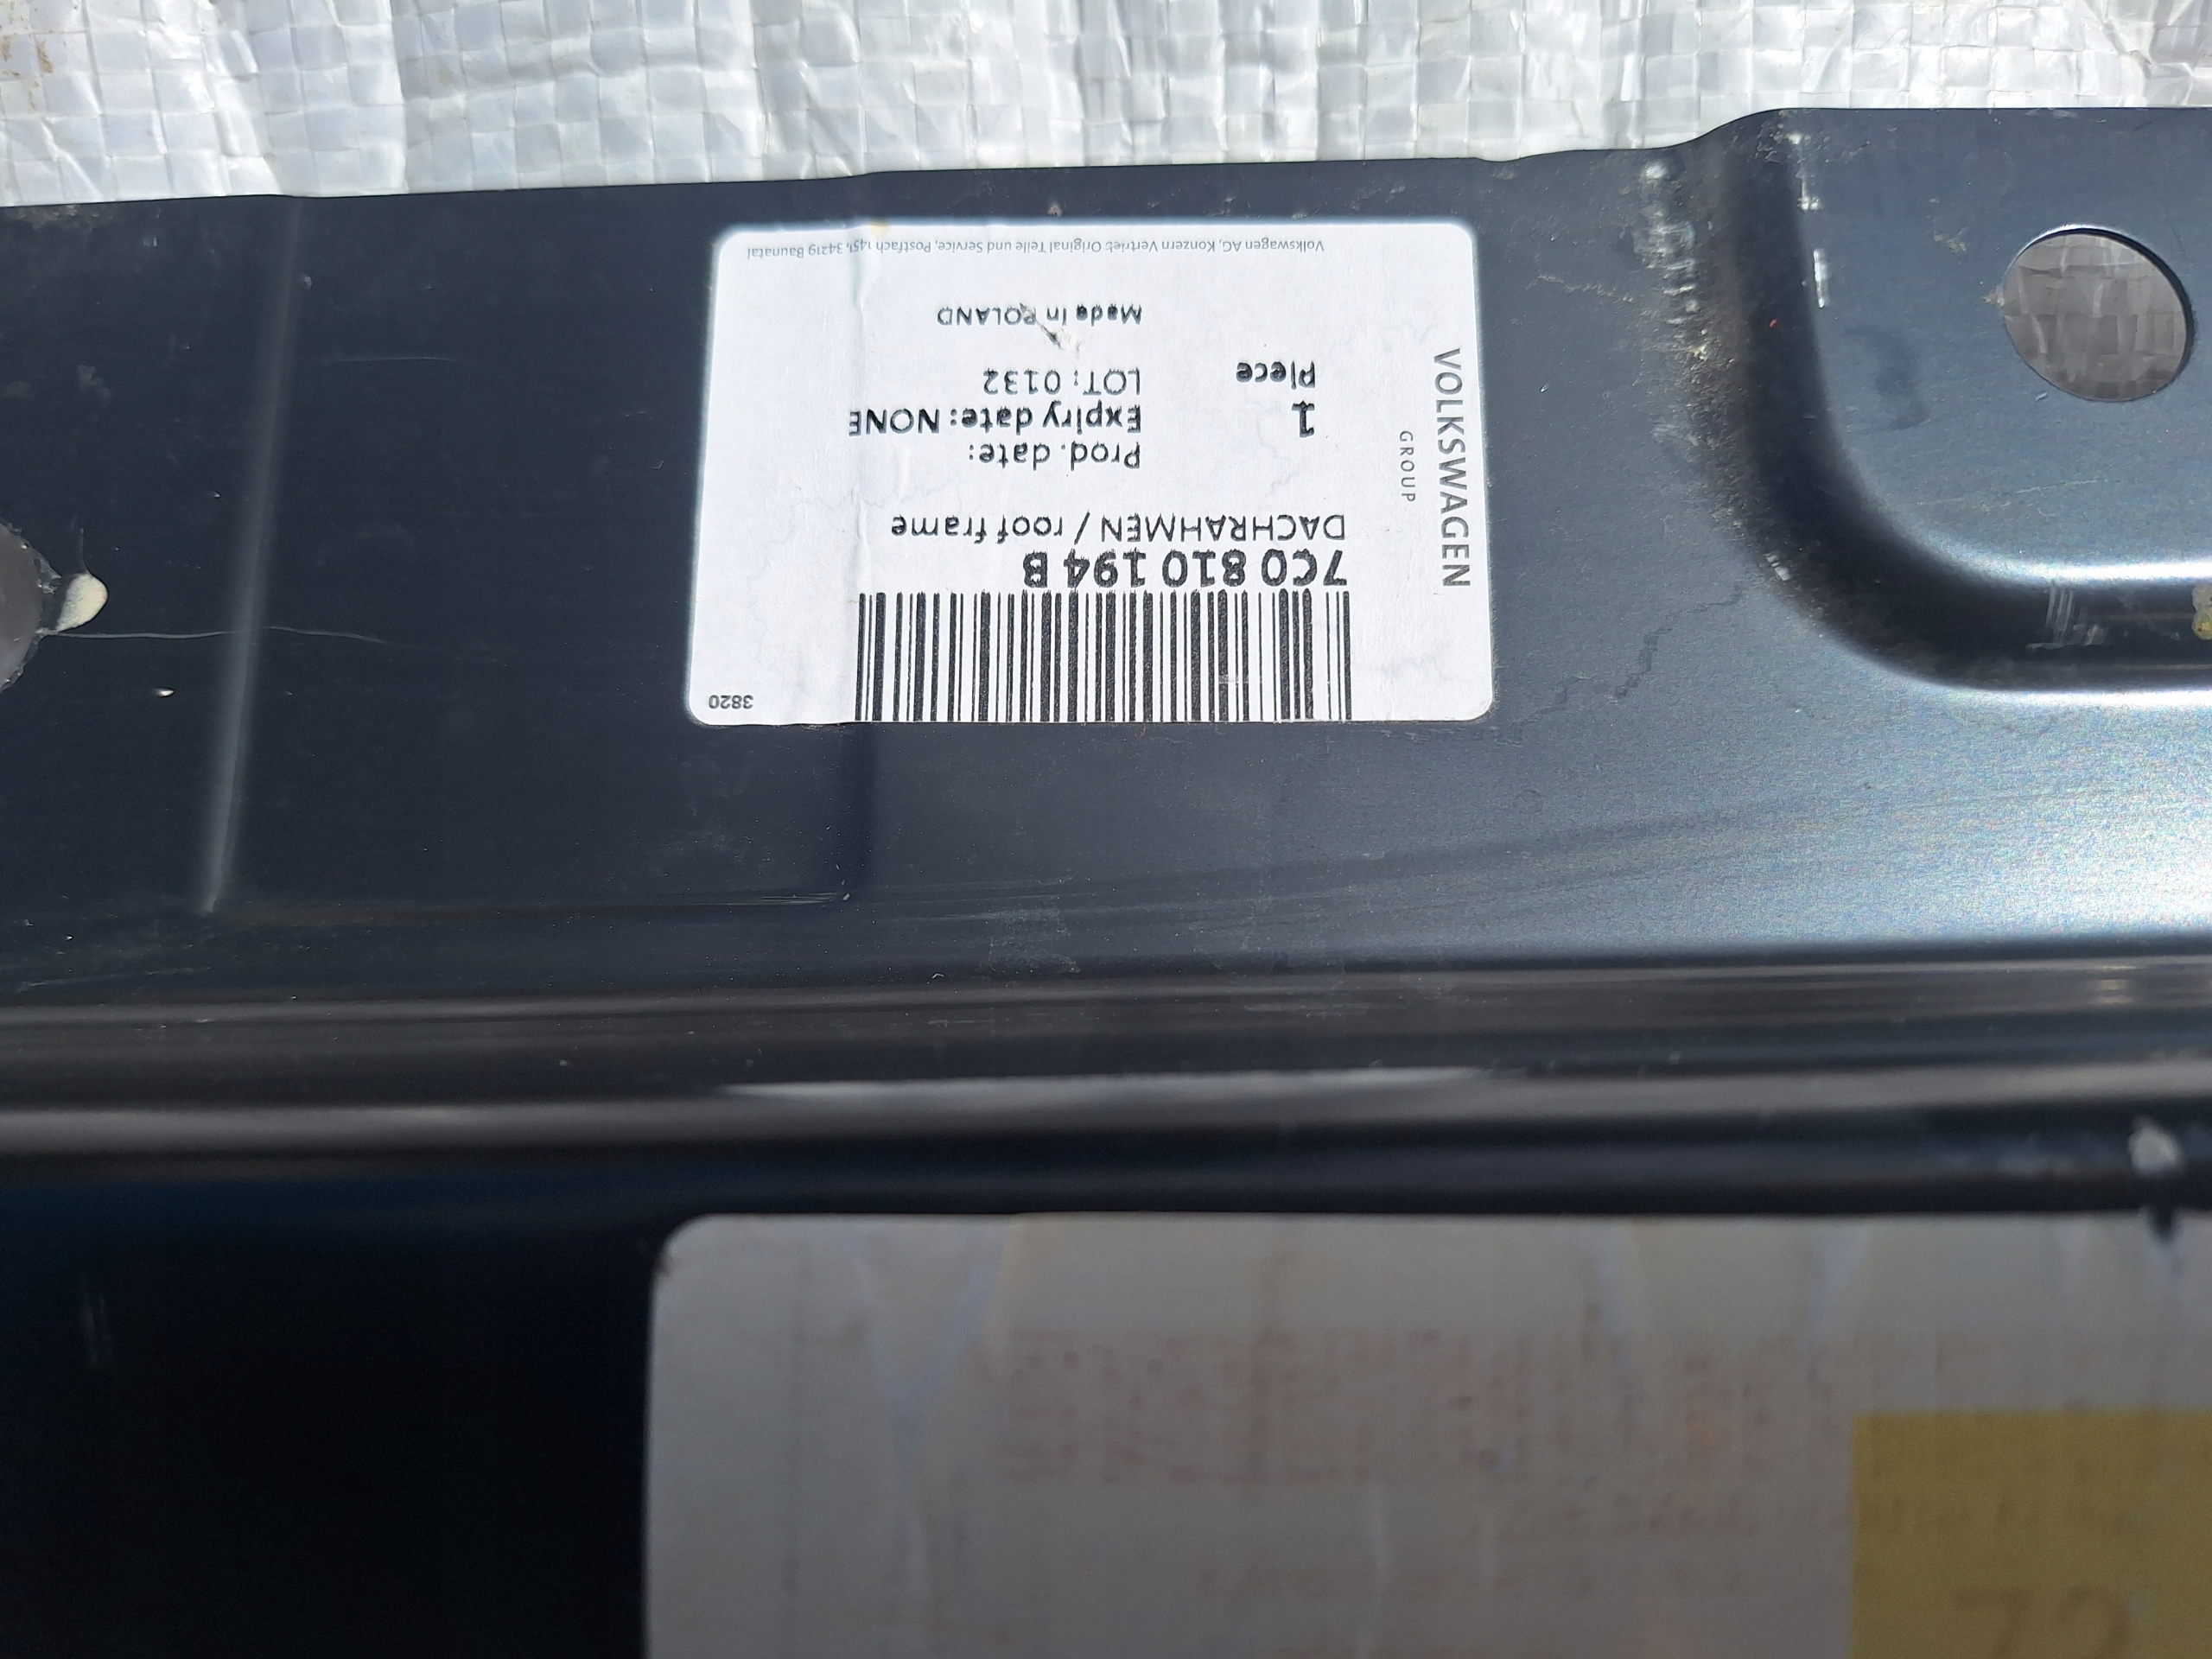 3820
7C0 810 194 B
DACHRAHMEN / roof frame
VOLKSWAGEN
GROUP
Prod. date:
1 Expiry date: NONE
Piece LOT: 0132
Made in POLAND
Volkswagen AG, Konzern Vertrieb Original Teile und Service, Postfach 1451, 34219 Baunatal
72